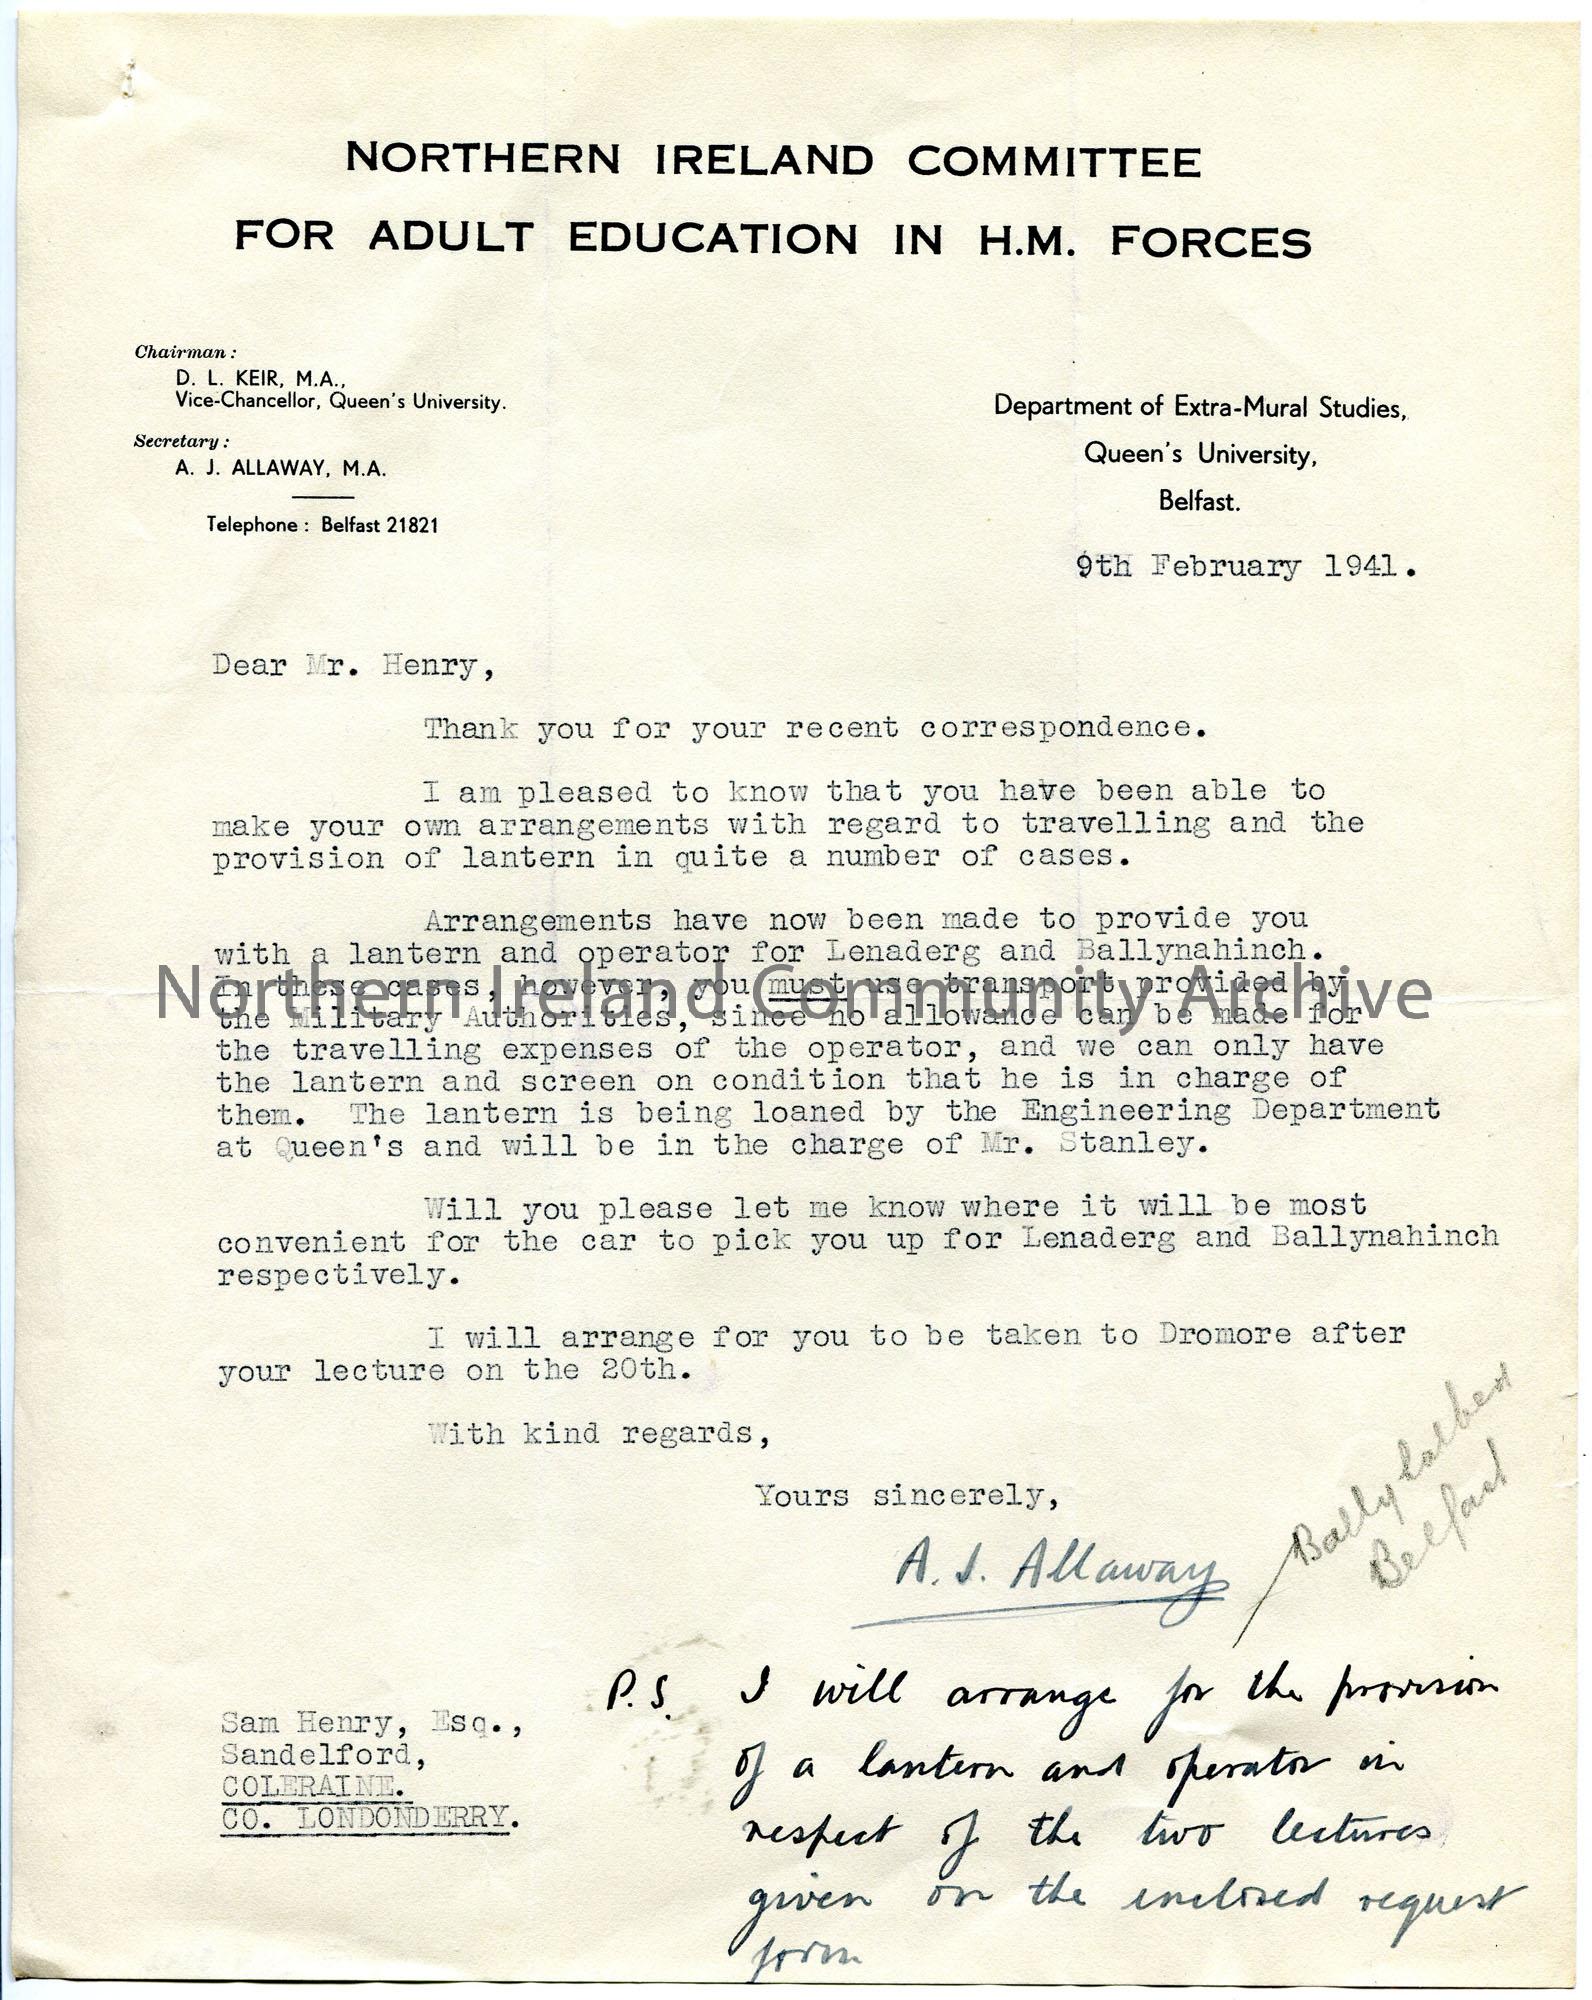 NORTHERN IRELAND COMMITTEE
FOR ADULT EDUCATION IN H.M. FORCES
Chairman:
D. L. KEIR, M.A.,
Vice-Chancellor, Queen's University.
Secretary:
A. J. ALLAWAY, M.A.
Telephone: Belfast 21821
Department of Extra-Mural Studies,
Queen's University,
Belfast.
9th February 1941.
Dear Mr. Henry,
Thank you for your recent correspondence.
I am pleased to know that you have been able to
make your own arrangements with regard to travelling and the
provision of lantern in quite a number of cases.
Arrangements have now been made to provide you
with a lantern and operator for Lenaderg and Ballynahinch.
In these cases, however, you must use transport provided by
the Military Authorities, since no allowance can be made for
the travelling expenses of the operator, and we can only have
the lantern and screen on condition that he is in charge of
them. The lantern is being loaned by the Engineering Department
at Queen's and will be in the charge of Mr. Stanley.
Will you please let me know where it will be most
convenient for the car to pick you up for Lenaderg and Ballynahinch
respectively.
I will arrange for you to be taken to Dromore after
your lecture on the 20th.
With kind regards,
Yours sincerely,
A. J. Allaway
Ballyhalbert
Belfast
P.S. I will arrange for the provision
of a lantern and operator in
respect of the two lectures
given on the enclosed request
form
Sam Henry, Esq.,
Sandelford,
COLERAINE.
CO. LONDONDERRY.
Northern Ireland Community Archive